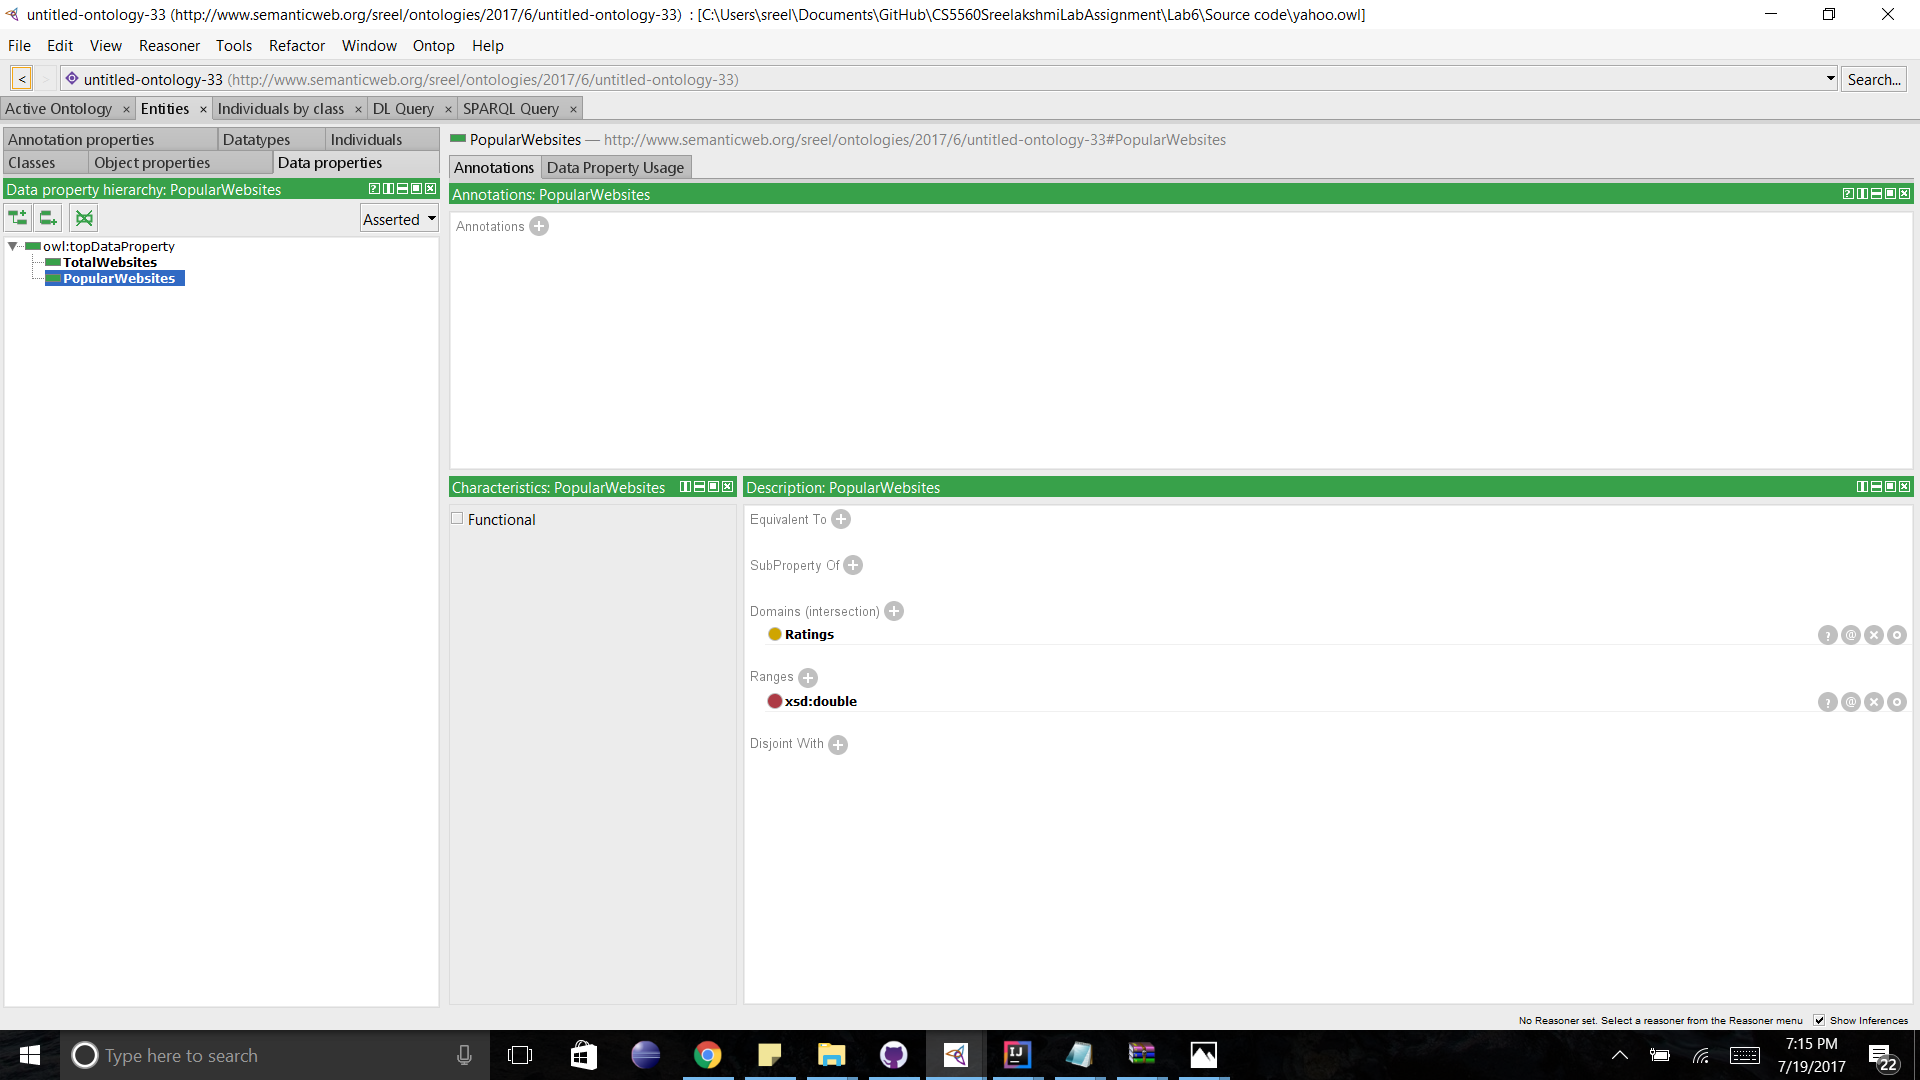 untitled-ontology-33 (http://www.semanticweb.org/sreel/ontologies/2017/6/untitled-ontology-33) : [C:\Users\sreel\Documents\GitHub\CS5560SreelakshmiLabAssignment\Lab6\Source code\yahoo.owl]
File Edit View Reasoner Tools Refactor Window Ontop Help
< > untitled-ontology-33 (http://www.semanticweb.org/sreel/ontologies/2017/6/untitled-ontology-33) Search...
Active Ontology × Entities × Individuals by class × DL Query × SPARQL Query ×
Annotation properties Datatypes Individuals
Classes Object properties Data properties
Data property hierarchy: PopularWebsites
Asserted
owl:topDataProperty
TotalWebsites
PopularWebsites
PopularWebsites — http://www.semanticweb.org/sreel/ontologies/2017/6/untitled-ontology-33#PopularWebsites
Annotations Data Property Usage
Annotations: PopularWebsites
Annotations
Characteristics: PopularWebsites
Functional
Description: PopularWebsites
Equivalent To
SubProperty Of
Domains (intersection)
Ratings
Ranges
xsd:double
Disjoint With
No Reasoner set. Select a reasoner from the Reasoner menu Show Inferences
Type here to search
IJ
7:15 PM
7/19/2017
22